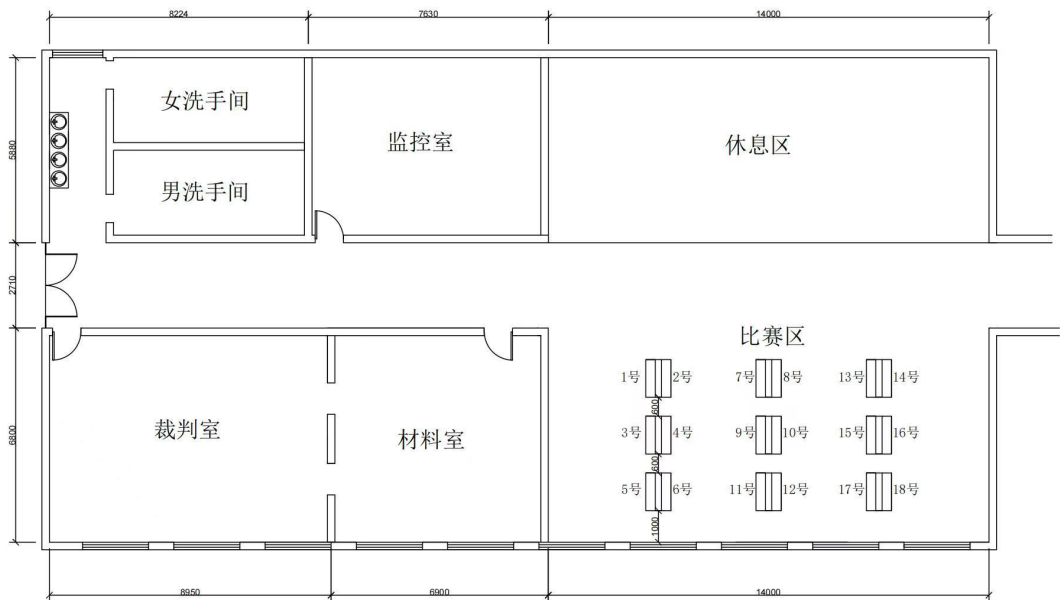 8224
7630
14000
女洗手间
监控室
休息区
5880
男洗手间
2710
比赛区
1号 2号 7号 8号 13号 14号
600
裁判室
材料室
3号 4号 9号 10号 15号 16号
6800
600
5号 6号 11号 12号 17号 18号
1000
8950
6900
14000